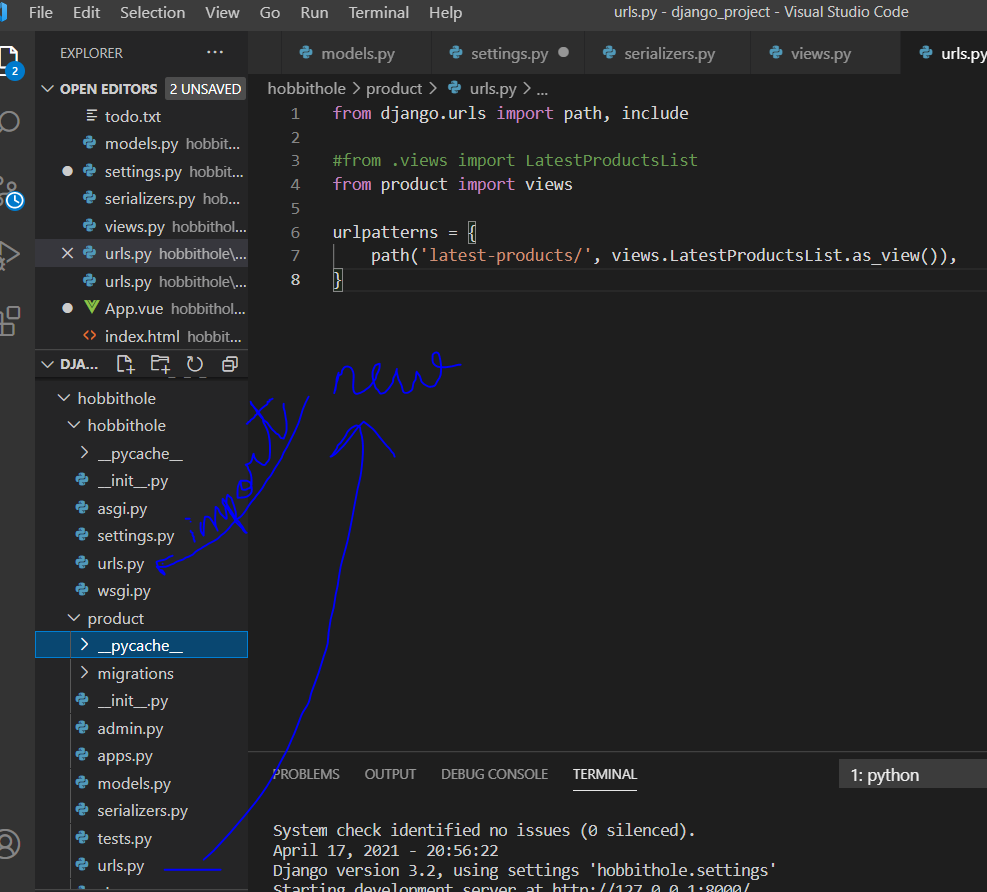 File Edit Selection View Go Run Terminal Help urls.py - django_project - Visual Studio Code
EXPLORER ...
models.py settings.py serializers.py views.py urls.py
2
OPEN EDITORS 2 UNSAVED
hobbithole > product > urls.py > ...
todo.txt
models.py hobbit...
settings.py hobbit...
serializers.py hob...
views.py hobbithol...
urls.py hobbithole\...
urls.py hobbithole\...
App.vue hobbithol...
index.html hobbit...
1 from django.urls import path, include
2
3 #from .views import LatestProductsList
4 from product import views
5
6 urlpatterns = {
7 path('latest-products/', views.LatestProductsList.as_view()),
8 }
DJA...
new
hobbithole
hobbithole
__pycache__
__init__.py
asgi.py
settings.py
urls.py
wsgi.py
product
__pycache__
migrations
__init__.py
admin.py
apps.py
models.py
serializers.py
tests.py
urls.py
PROBLEMS OUTPUT DEBUG CONSOLE TERMINAL 1: python
System check identified no issues (0 silenced).
April 17, 2021 - 20:56:22
Django version 3.2, using settings 'hobbithole.settings'
Starting development server at http://127.0.0.1:8000/